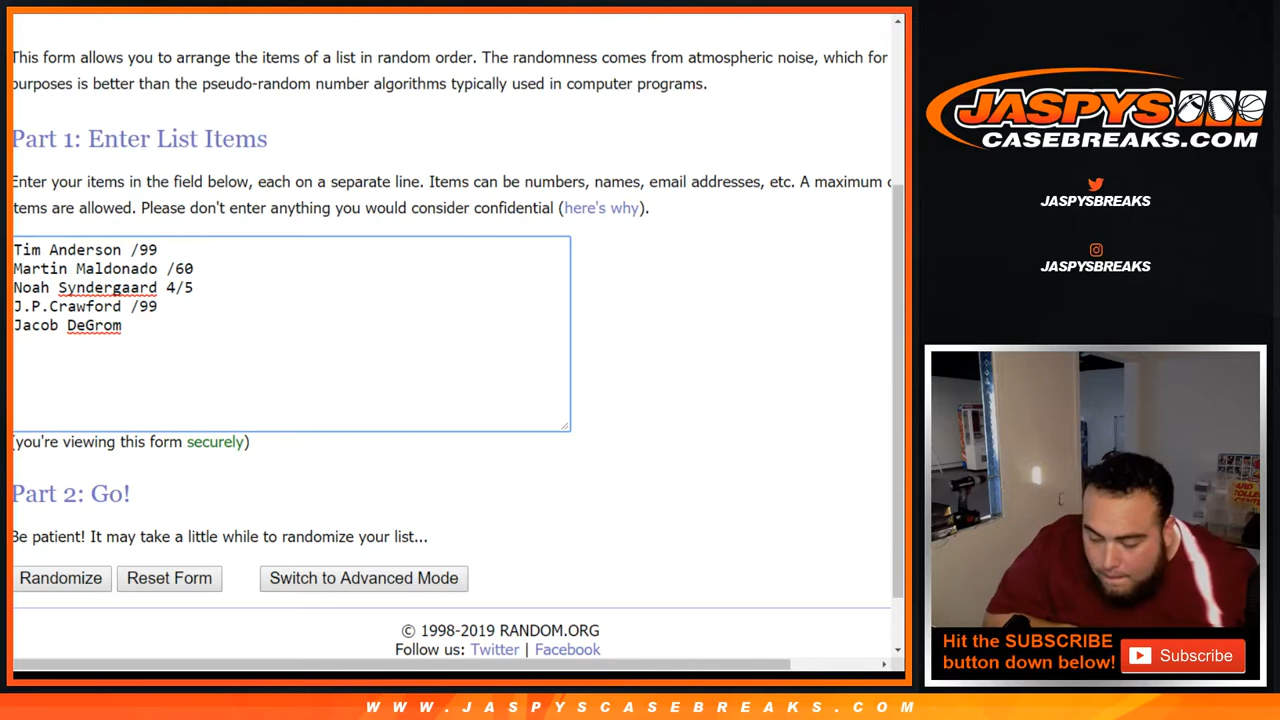 This form allows you to arrange the items of a list in random order. The randomness comes from atmospheric noise, which for
purposes is better than the pseudo-random number algorithms typically used in computer programs.
Part 1: Enter List Items
Enter your items in the field below, each on a separate line. Items can be numbers, names, email addresses, etc. A maximum
items are allowed. Please don't enter anything you would consider confidential (here's why).
Tim Anderson /99
Martin Maldonado /60
Noah Syndergaard 4/5
J.P.Crawford /99
Jacob DeGrom
(you're viewing this form securely)
Part 2: Go!
Be patient! It may take a little while to randomize your list...
Randomize Reset Form Switch to Advanced Mode
© 1998-2019 RANDOM.ORG
Follow us: Twitter | Facebook
JASPYS
CASEBREAKS.COM
JASPYSBREAKS
JASPYSBREAKS
Hit the SUBSCRIBE
button down below!
Subscribe
WWW.JASPYSCASEBREAKS.COM